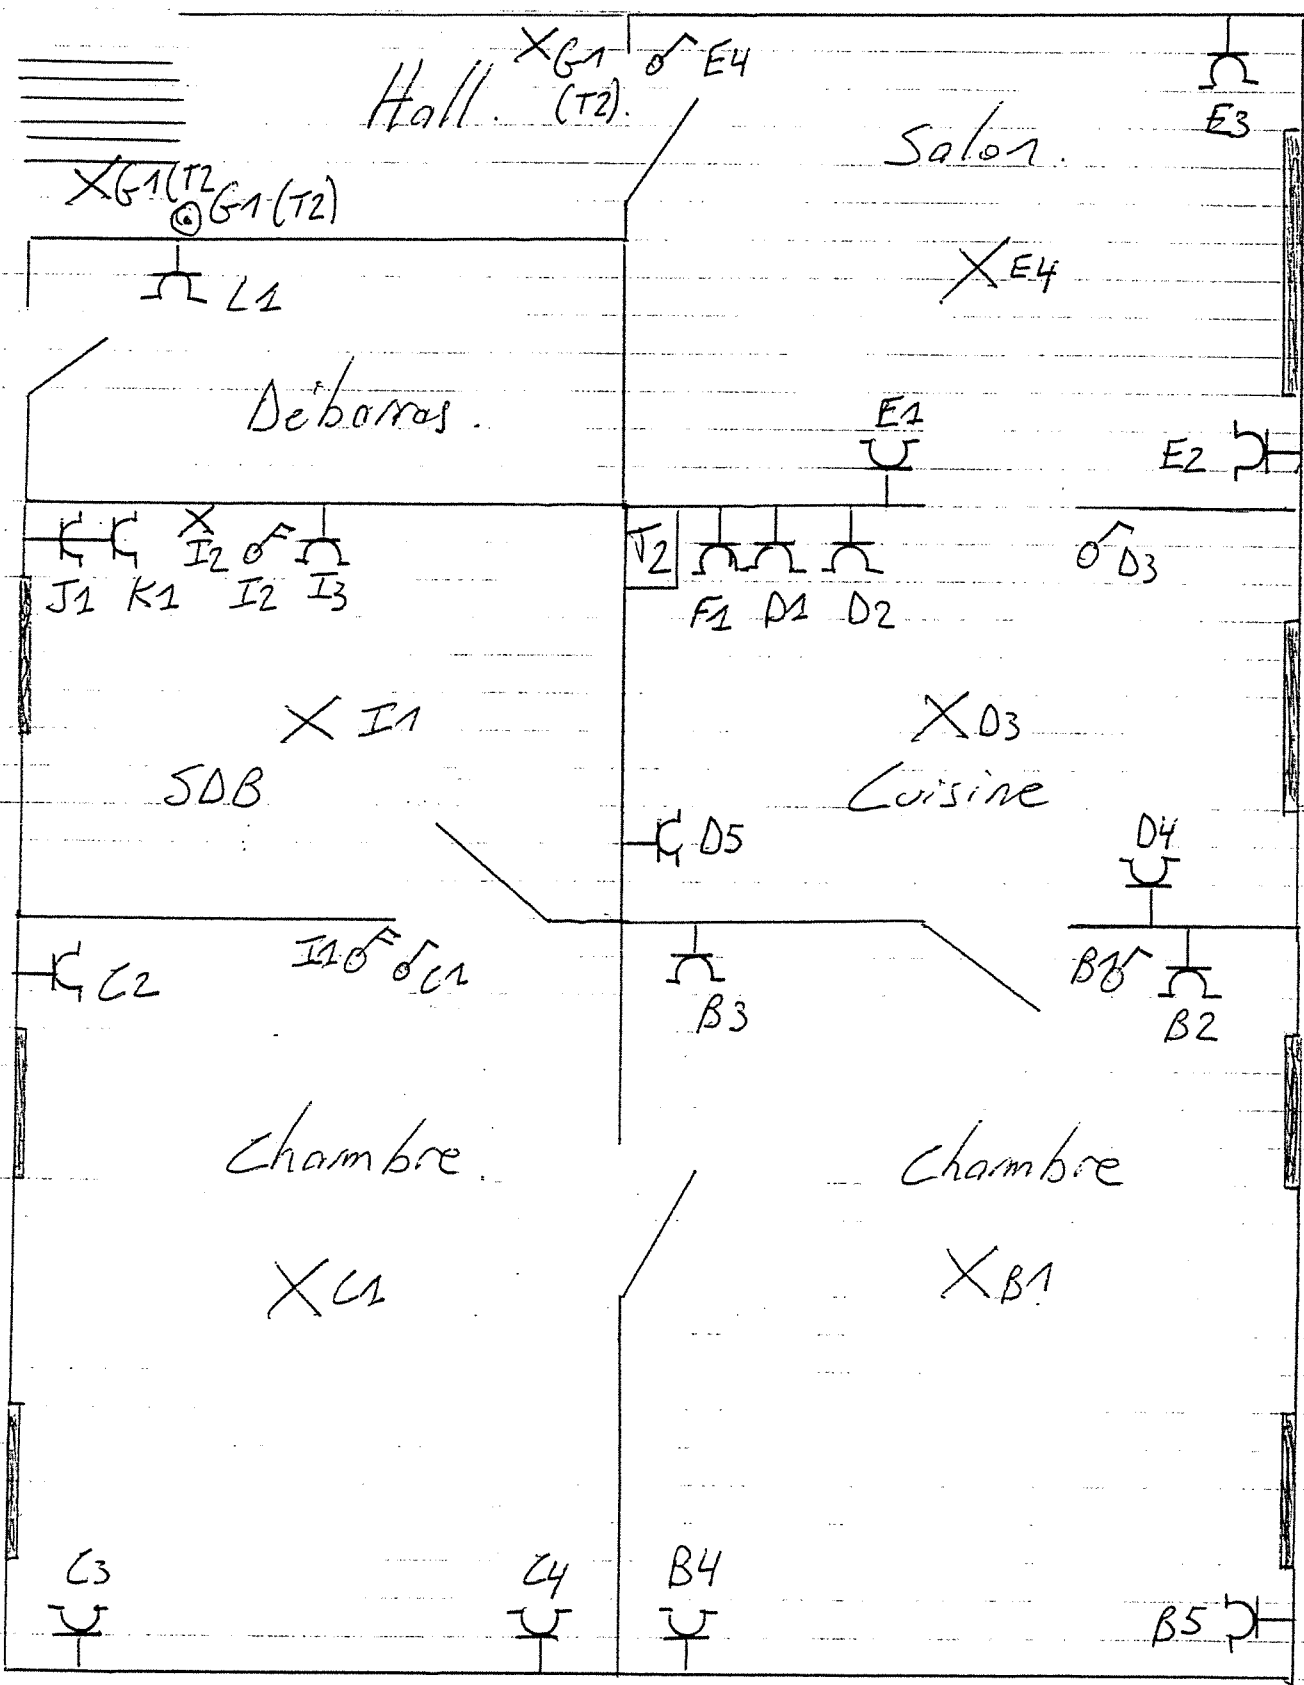 G1
(T2).
E4
Hall.
E3
Salon.
G1(T2
G1(T2)
E4
L1
Débarras.
E1
E2
I2
T2
D3
J1
K1
I2
I3
F1
D1
D2
I1
D3
SDB
Cuisine
D5
D4
I1
C1
C2
B1
B3
B2
Chambre.
Chambre
C1
B1
C3
C4
B4
B5